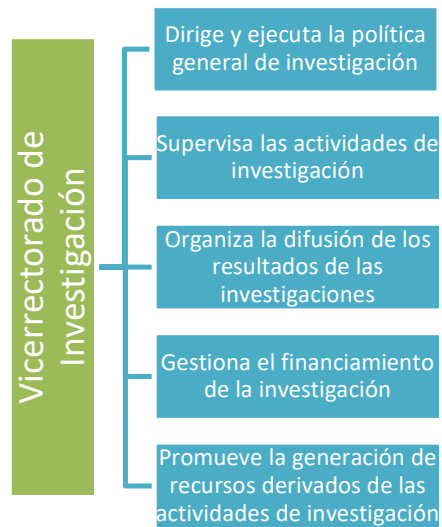 Vicerrectorado de
Investigación
Dirige y ejecuta la política
general de investigación
Supervisa las actividades de
investigación
Organiza la difusión de los
resultados de las
investigaciones
Gestiona el financiamiento
de la investigación
Promueve la generación de
recursos derivados de las
actividades de investigación